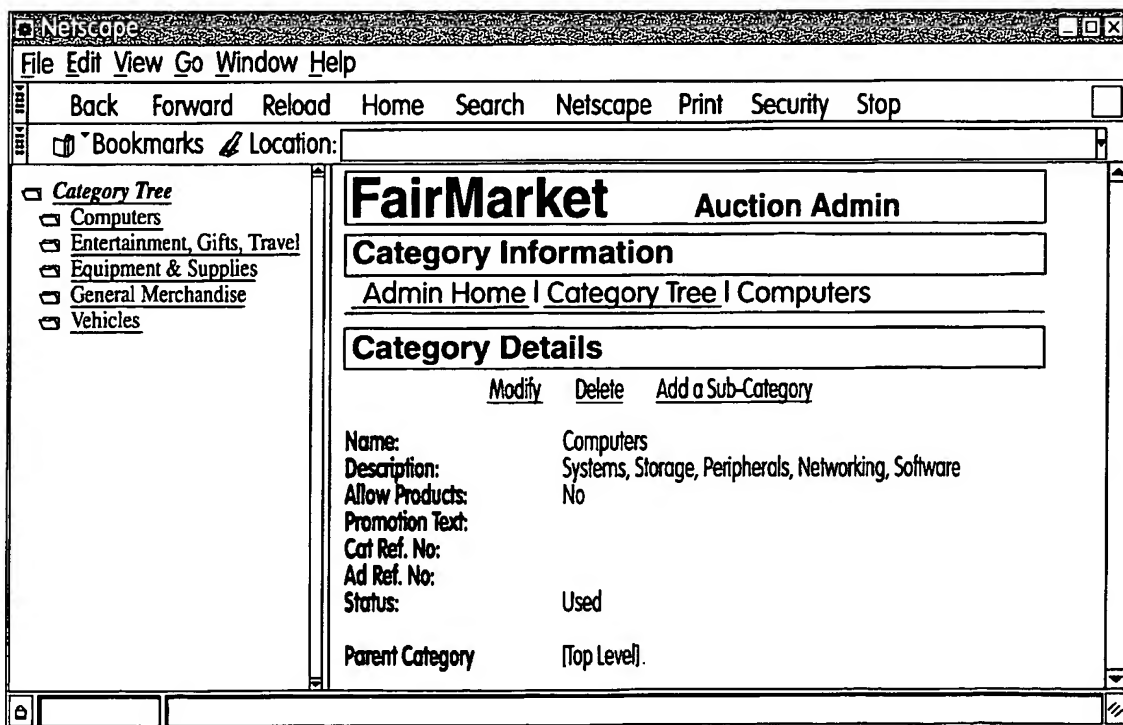 Netscape
File Edit View Go Window Help
Back Forward Reload Home Search Netscape Print Security Stop
Bookmarks Location:
Category Tree
Computers
Entertainment, Gifts, Travel
Equipment & Supplies
General Merchandise
Vehicles
FairMarket Auction Admin
Category Information
Admin Home | Category Tree | Computers
Category Details
Modify Delete Add a Sub-Category
Name: Computers
Description: Systems, Storage, Peripherals, Networking, Software
Allow Products: No
Promotion Text:
Cat Ref. No:
Ad Ref. No:
Status: Used
Parent Category [Top Level].